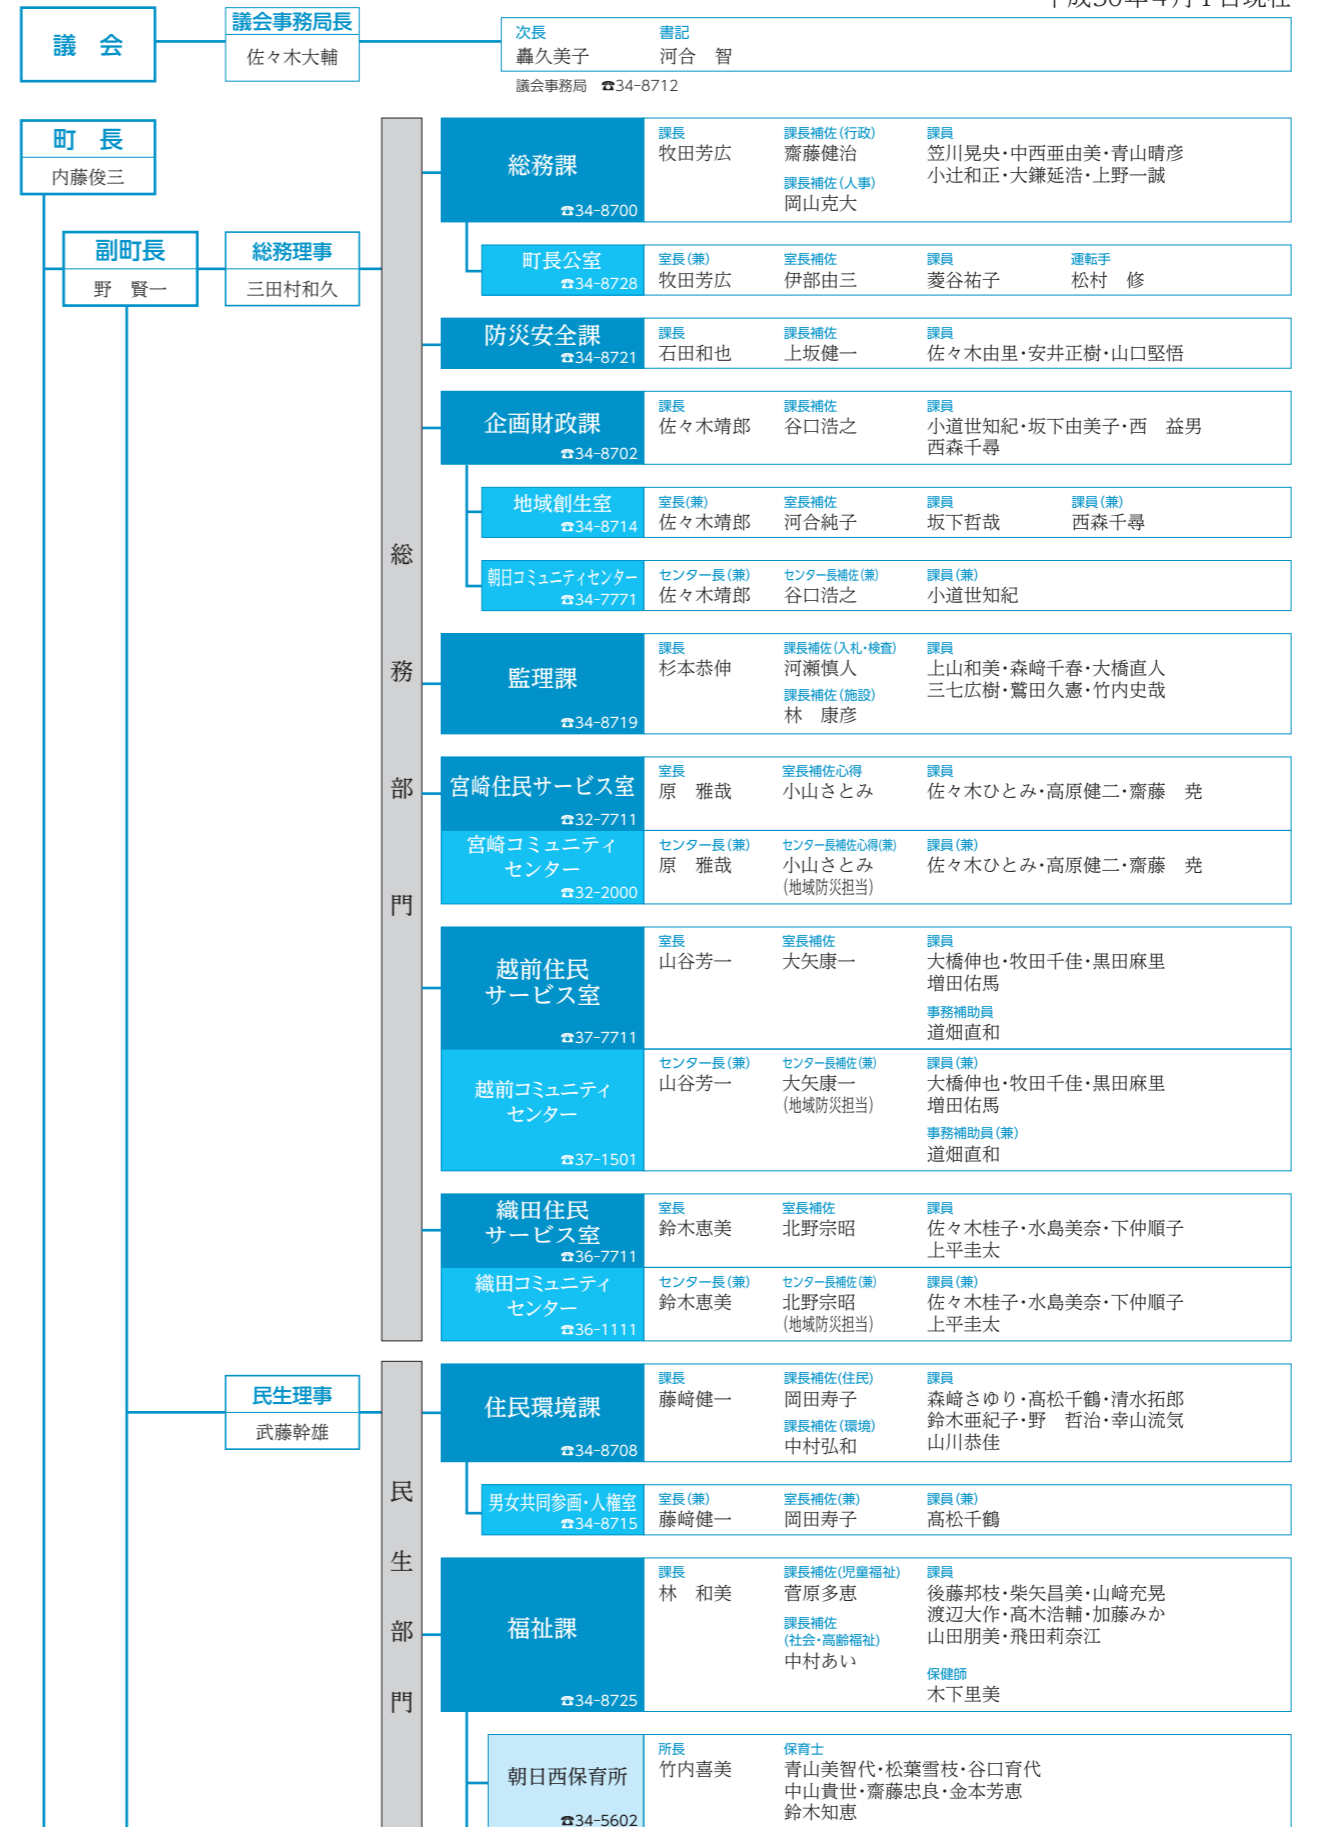 平成30年4月1日現在
議　会
議会事務局長
佐々木大輔
次長
轟久美子
書記
河合　智
議会事務局　☎34-8712
町　長
内藤俊三
副町長
野　賢一
総務理事
三田村和久
総務部門
総務課
☎34-8700
課長
牧田芳広
課長補佐(行政)
齋藤健治
課長補佐(人事)
岡山克大
課員
笠川晃央・中西亜由美・青山晴彦
小辻和正・大鎌延浩・上野一誠
町長公室
☎34-8728
室長(兼)
牧田芳広
室長補佐
伊部由三
課員
菱谷祐子
運転手
松村　修
防災安全課
☎34-8721
課長
石田和也
課長補佐
上坂健一
課員
佐々木由里・安井正樹・山口堅悟
企画財政課
☎34-8702
課長
佐々木靖郎
課長補佐
谷口浩之
課員
小道世知紀・坂下由美子・西　益男
西森千尋
地域創生室
☎34-8714
室長(兼)
佐々木靖郎
室長補佐
河合純子
課員
坂下哲哉
課員(兼)
西森千尋
朝日コミュニティセンター
☎34-7771
センター長(兼)
佐々木靖郎
センター長補佐(兼)
谷口浩之
課員(兼)
小道世知紀
監理課
☎34-8719
課長
杉本恭伸
課長補佐(入札・検査)
河瀬慎人
課長補佐(施設)
林　康彦
課員
上山和美・森﨑千春・大橋直人
三七広樹・鷲田久憲・竹内史哉
宮崎住民サービス室
☎32-7711
室長
原　雅哉
室長補佐心得
小山さとみ
課員
佐々木ひとみ・高原健二・齋藤　尭
宮崎コミュニティ
センター
☎32-2000
センター長(兼)
原　雅哉
センター長補佐心得(兼)
小山さとみ
(地域防災担当)
課員(兼)
佐々木ひとみ・高原健二・齋藤　尭
越前住民
サービス室
☎37-7711
室長
山谷芳一
室長補佐
大矢康一
課員
大橋伸也・牧田千佳・黒田麻里
増田佑馬
事務補助員
道畑直和
越前コミュニティ
センター
☎37-1501
センター長(兼)
山谷芳一
センター長補佐(兼)
大矢康一
(地域防災担当)
課員(兼)
大橋伸也・牧田千佳・黒田麻里
増田佑馬
事務補助員(兼)
道畑直和
織田住民
サービス室
☎36-7711
室長
鈴木恵美
室長補佐
北野宗昭
課員
佐々木桂子・水島美奈・下仲順子
上平圭太
織田コミュニティ
センター
☎36-1111
センター長(兼)
鈴木恵美
センター長補佐(兼)
北野宗昭
(地域防災担当)
課員(兼)
佐々木桂子・水島美奈・下仲順子
上平圭太
民生理事
武藤幹雄
民生部門
住民環境課
☎34-8708
課長
藤﨑健一
課長補佐(住民)
岡田寿子
課長補佐(環境)
中村弘和
課員
森﨑さゆり・髙松千鶴・清水拓郎
鈴木亜紀子・野　哲治・幸山流気
山川恭佳
男女共同参画・人権室
☎34-8715
室長(兼)
藤﨑健一
室長補佐(兼)
岡田寿子
課員(兼)
髙松千鶴
福祉課
☎34-8725
課長
林　和美
課長補佐(児童福祉)
菅原多恵
課長補佐
(社会・高齢福祉)
中村あい
課員
後藤邦枝・柴矢昌美・山﨑充晃
渡辺大作・髙木浩輔・加藤みか
山田朋美・飛田莉奈江
保健師
木下里美
朝日西保育所
☎34-5602
所長
竹内喜美
保育士
青山美智代・松葉雪枝・谷口育代
中山貴世・齋藤忠良・金本芳恵
鈴木知恵